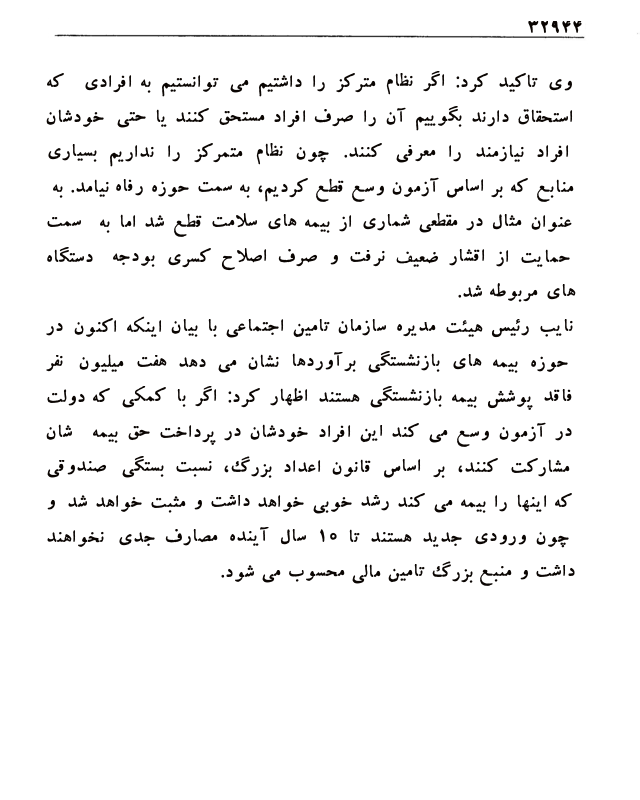 ۳۲۹۴۴
وی تاکید کرد: اگر نظام مترکز را داشتیم می توانستیم به افرادی که
استحقاق دارند بگوییم آن را صرف افراد مستحق کنند یا حتی خودشان
افراد نیازمند را معرفی کنند. چون نظام متمرکز را نداریم بسیاری
منابع که بر اساس آزمون وسع قطع کردیم، به سمت حوزه رفاه نیامد. به
عنوان مثال در مقطعی شماری از بیمه های سلامت قطع شد اما به سمت
حمایت از اقشار ضعیف نرفت و صرف اصلاح کسری بودجه دستگاه
های مربوطه شد.
نایب رئیس هیئت مدیره سازمان تامین اجتماعی با بیان اینکه اکنون در
حوزه بیمه های بازنشستگی برآوردها نشان می دهد هفت میلیون نفر
فاقد پوشش بیمه بازنشستگی هستند اظهار کرد: اگر با کمکی که دولت
در آزمون وسع می کند این افراد خودشان در پرداخت حق بیمه شان
مشارکت کنند، بر اساس قانون اعداد بزرگ، نسبت بستگی صندوقی
که اینها را بیمه می کند رشد خوبی خواهد داشت و مثبت خواهد شد و
چون ورودی جدید هستند تا ۱۰ سال آینده مصارف جدی نخواهند
داشت و منبع بزرگ تامین مالی محسوب می شود.